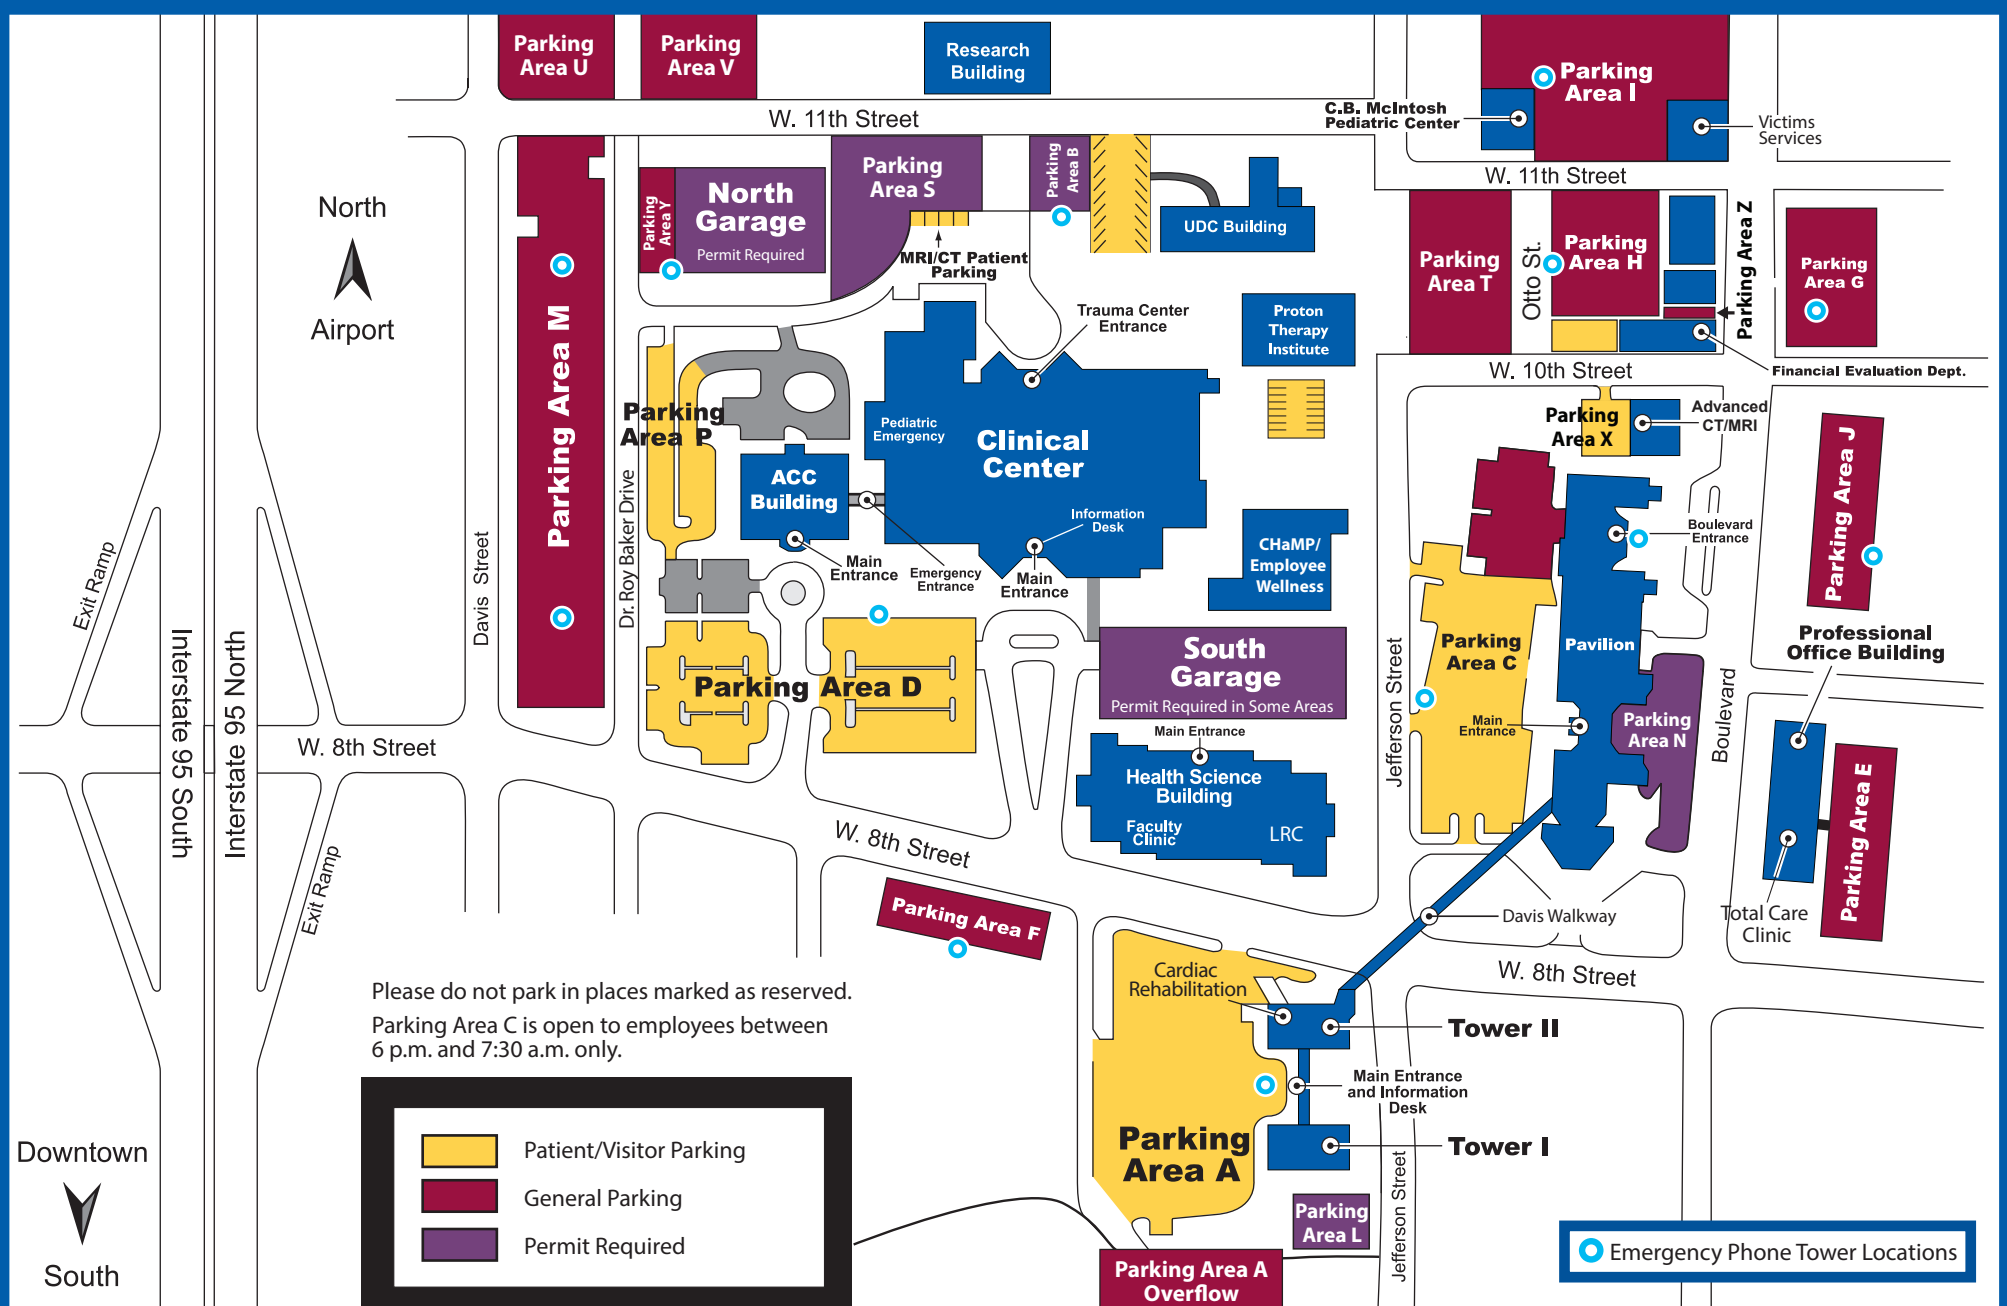 Parking
Area U
Parking
Area V
Research
Building
Parking
Area I
C.B. McIntosh
Pediatric Center
Victims
Services
W. 11th Street
W. 11th Street
Parking
Area S
Parking
Area B
Parking
Area Y
North
Garage
Permit Required
MRI/CT Patient
Parking
UDC Building
North
Airport
Parking Area M
Parking
Area T
Otto St.
Parking
Area H
Parking Area Z
Parking
Area G
Trauma Center
Entrance
Proton
Therapy
Institute
W. 10th Street
Financial Evaluation Dept.
Parking
Area P
Pediatric
Emergency
Clinical
Center
Parking
Area X
Advanced
CT/MRI
Parking Area J
ACC
Building
Information
Desk
Boulevard
Entrance
Exit Ramp
Davis Street
Dr. Roy Baker Drive
Main
Entrance
Emergency
Entrance
Main
Entrance
CHaMP/
Employee
Wellness
Interstate 95 South
Interstate 95 North
Parking Area D
South
Garage
Permit Required in Some Areas
Jefferson Street
Parking
Area C
Pavilion
Professional
Office Building
Main
Entrance
Parking
Area N
Boulevard
W. 8th Street
Main Entrance
Health Science
Building
Faculty
Clinic
LRC
W. 8th Street
Exit Ramp
Parking Area E
Parking Area F
Davis Walkway
Total Care
Clinic
W. 8th Street
Cardiac
Rehabilitation
Please do not park in places marked as reserved.
Parking Area C is open to employees between
6 p.m. and 7:30 a.m. only.
Tower II
Main Entrance
and Information
Desk
Parking
Area A
Tower I
Jefferson Street
Downtown
South
Patient/Visitor Parking
General Parking
Permit Required
Parking
Area L
Parking Area A
Overflow
Emergency Phone Tower Locations